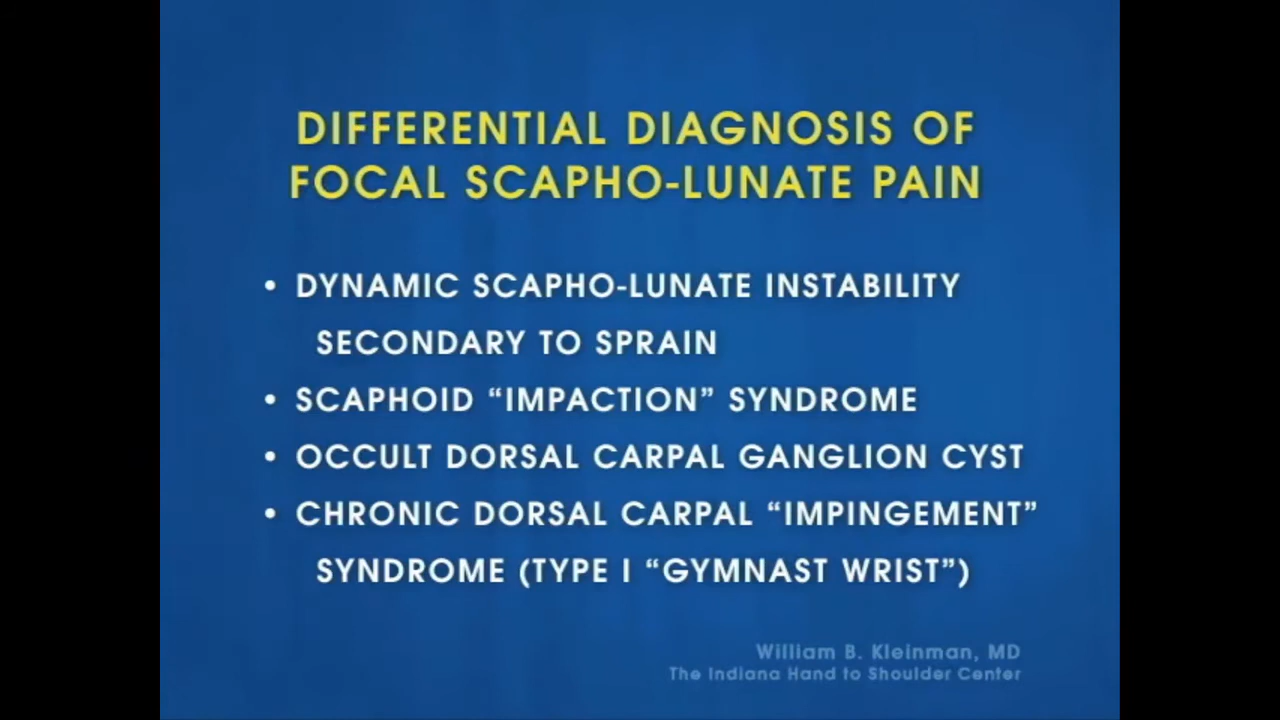 DIFFERENTIAL DIAGNOSIS OF
FOCAL SCAPHO-LUNATE PAIN
• DYNAMIC SCAPHO-LUNATE INSTABILITY
SECONDARY TO SPRAIN
• SCAPHOID “IMPACTION” SYNDROME
• OCCULT DORSAL CARPAL GANGLION CYST
• CHRONIC DORSAL CARPAL “IMPINGEMENT”
SYNDROME (TYPE I “GYMNAST WRIST”)
William B. Kleinman, MD
The Indiana Hand to Shoulder Center